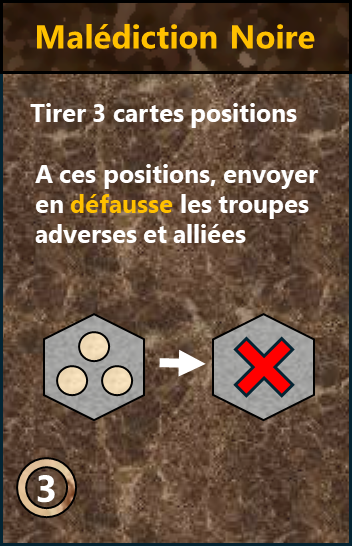 Malédiction Noire
Tirer 3 cartes positions
A ces positions, envoyer
en défausse les troupes
adverses et alliées
3